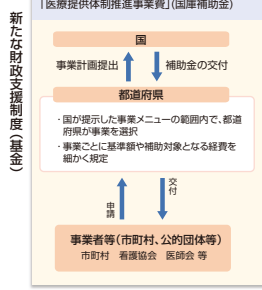 「医療提供体制推進事業費」(国庫補助金)
新たな財政支援制度（基金）
国
事業計画提出
補助金の交付
都道府県
・国が提示した事業メニューの範囲内で、都道
府県が事業を選択
・事業ごとに基準額や補助対象となる経費を
細かく規定
申請
交付
事業者等(市町村、公的団体等)
市町村　看護協会　医師会 等